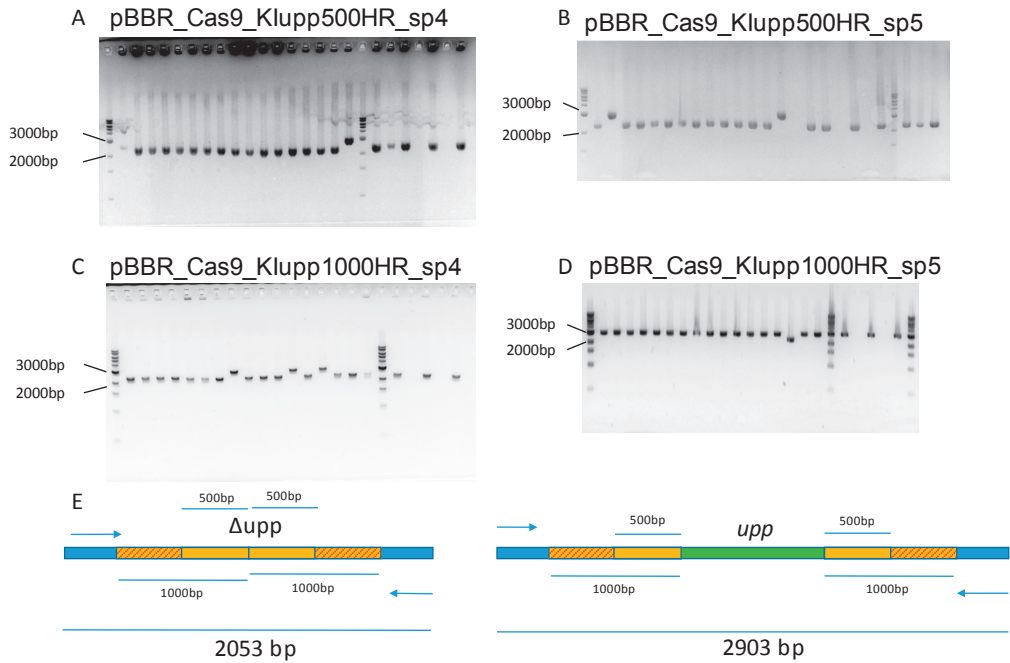 A pBBR_Cas9_Klupp500HR_sp4
3000bp
2000bp
B pBBR_Cas9_Klupp500HR_sp5
3000bp
2000bp
C pBBR_Cas9_Klupp1000HR_sp4
3000bp
2000bp
D pBBR_Cas9_Klupp1000HR_sp5
3000bp
2000bp
E
500bp 500bp
Δupp
1000bp 1000bp
2053 bp
upp
500bp 500bp
1000bp 1000bp
2903 bp